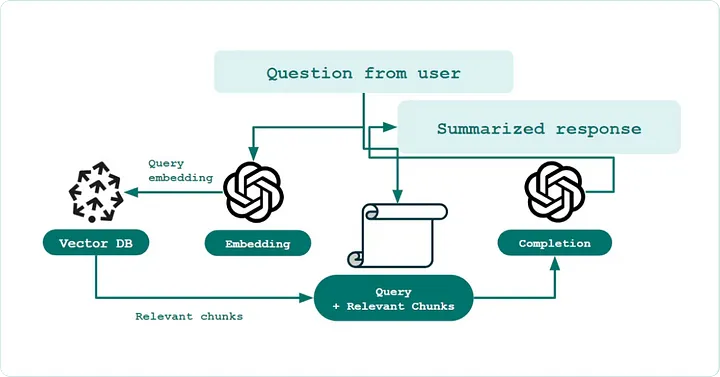 Question from user
Summarized response
Query
embedding
Vector DB
Embedding
Completion
Query
+ Relevant Chunks
Relevant chunks